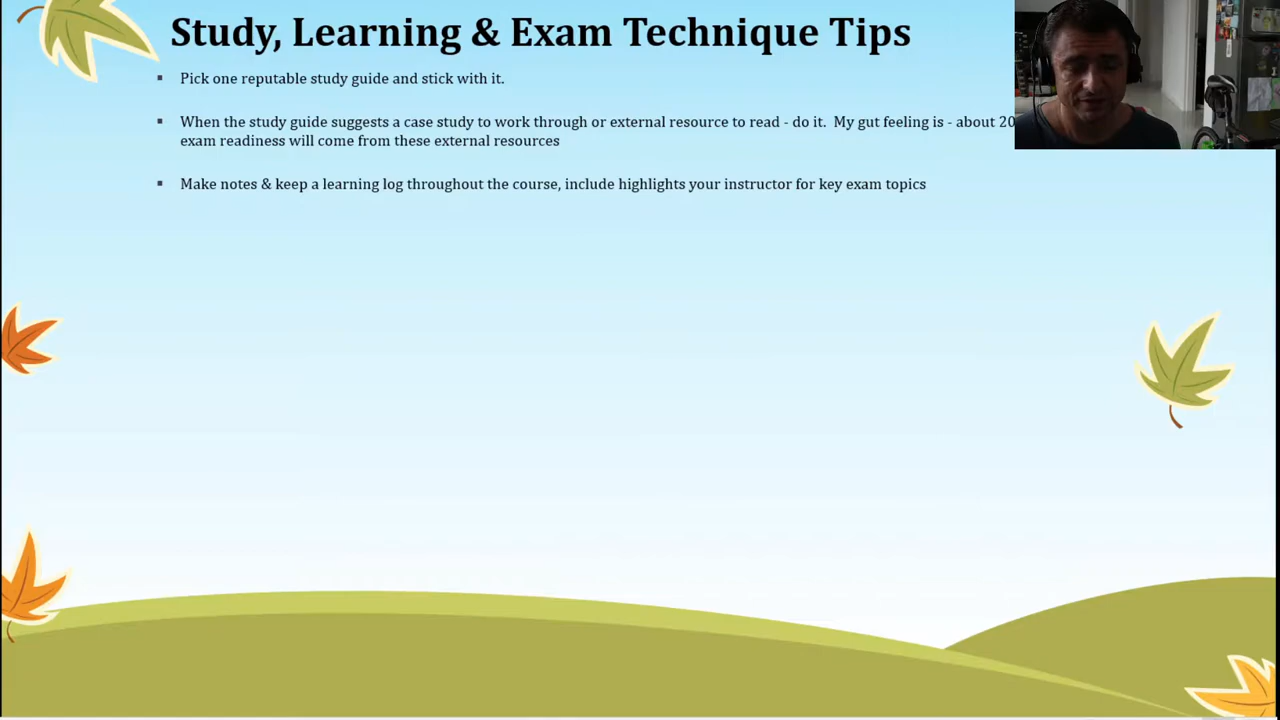 Study, Learning & Exam Technique Tips
▪ Pick one reputable study guide and stick with it.
▪ When the study guide suggests a case study to work through or external resource to read - do it. My gut feeling is - about 20
exam readiness will come from these external resources
▪ Make notes & keep a learning log throughout the course, include highlights your instructor for key exam topics